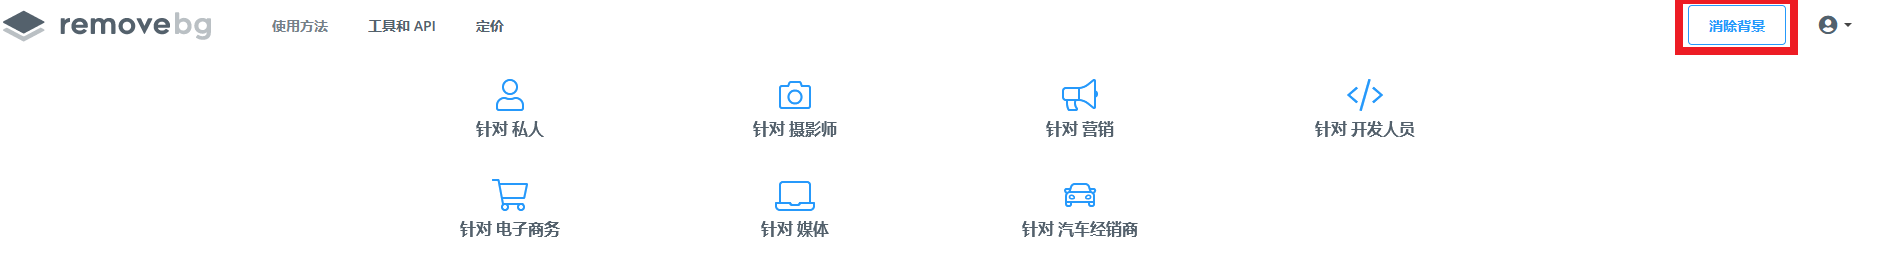 removebg 使用方法 工具和 API 定价 消除背景
针对 私人 针对 摄影师 针对 营销 针对 开发人员
针对 电子商务 针对 媒体 针对 汽车经销商